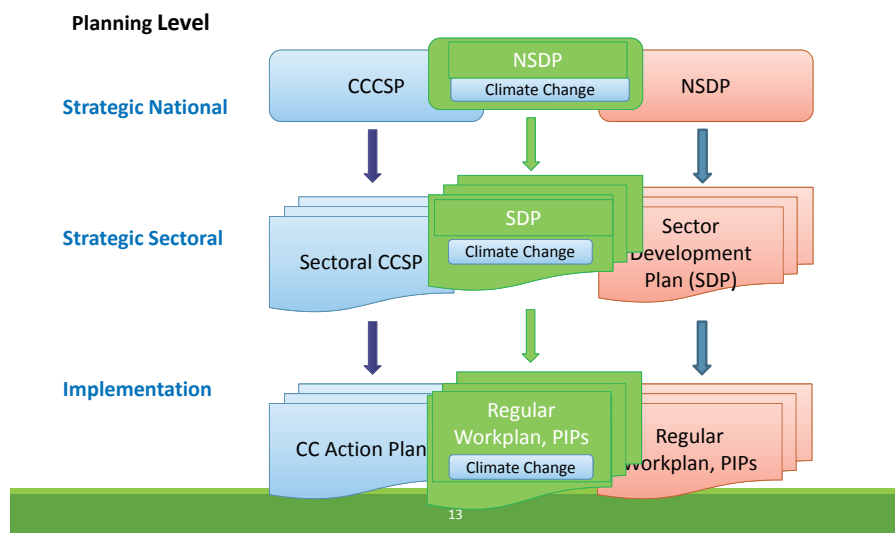 Planning Level
Strategic National
CCCSP
NSDP
Climate Change
NSDP
Strategic Sectoral
Sectoral CCSP
SDP
Climate Change
Sector
Development
Plan (SDP)
Implementation
CC Action Plan
Regular
Workplan, PIPs
Climate Change
Regular
Workplan, PIPs
13